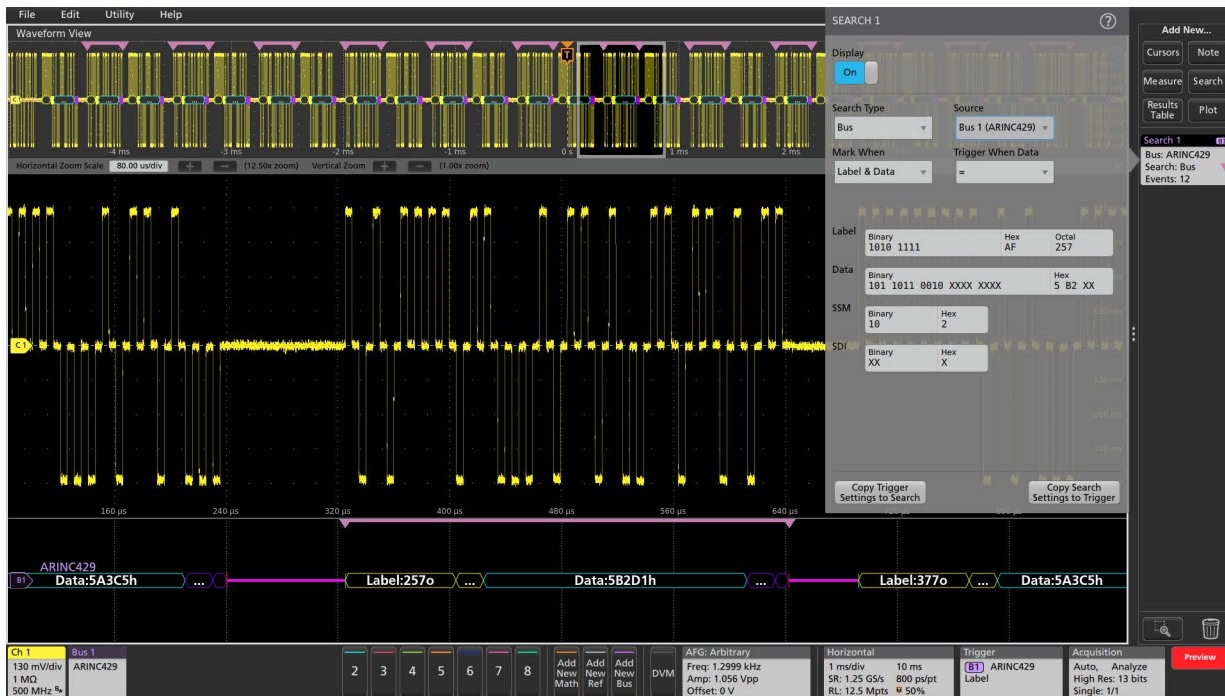 File Edit Utility Help
Waveform View
-4 ms -3 ms -2 ms -1 ms 0 s 1 ms 2 ms
T
C
Horizontal Zoom Scale 80.00 us/div + − (12.50x zoom) Vertical Zoom + − (1.00x zoom)
C1
160 µs 240 µs 320 µs 400 µs 480 µs 560 µs 640 µs
ARINC429
B1 Data:5A3C5h ... Label:257o ... Data:5B2D1h ... Label:377o ... Data:5A3C5h
SEARCH 1 ?
Display
On
Search Type Source
Bus Bus 1 (ARINC429)
Mark When Trigger When Data
Label & Data =
Label
Binary Hex Octal
1010 1111 AF 257
Data
Binary Hex
101 1011 0010 XXXX XXXX 5 B2 XX
SSM
Binary Hex
10 2
SDI
Binary Hex
XX X
Copy Trigger Settings to Search
Copy Search Settings to Trigger
Add New...
Cursors Note
Measure Search
Results Table Plot
Search 1 B1
Bus: ARINC429
Search: Bus
Events: 12
Ch 1
130 mV/div
1 MΩ
500 MHz Bw
Bus 1
ARINC429
2 3 4 5 6 7 8
Add New Math
Add New Ref
Add New Bus
DVM
AFG: Arbitrary
Freq: 1.2999 kHz
Amp: 1.056 Vpp
Offset: 0 V
Horizontal
1 ms/div 10 ms
SR: 1.25 GS/s 800 ps/pt
RL: 12.5 Mpts 50%
Trigger
B1 ARINC429
Label
Acquisition
Auto, Analyze
High Res: 13 bits
Single: 1/1
Preview